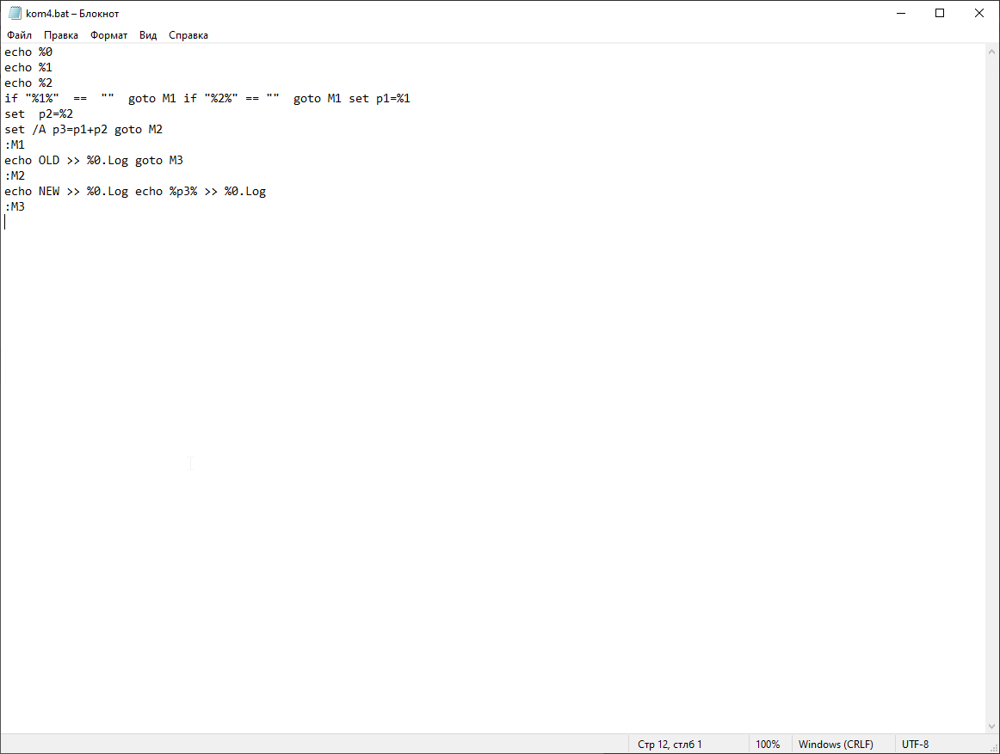 kom4.bat – Блокнот
Файл Правка Формат Вид Справка
echo %0
echo %1
echo %2
if "%1%"  ==  ""  goto M1 if "%2%" == ""  goto M1 set p1=%1
set  p2=%2
set /A p3=p1+p2 goto M2
:M1
echo OLD >> %0.Log goto M3
:M2
echo NEW >> %0.Log echo %p3% >> %0.Log
:M3
Стр 12, стлб 1 100% Windows (CRLF) UTF-8